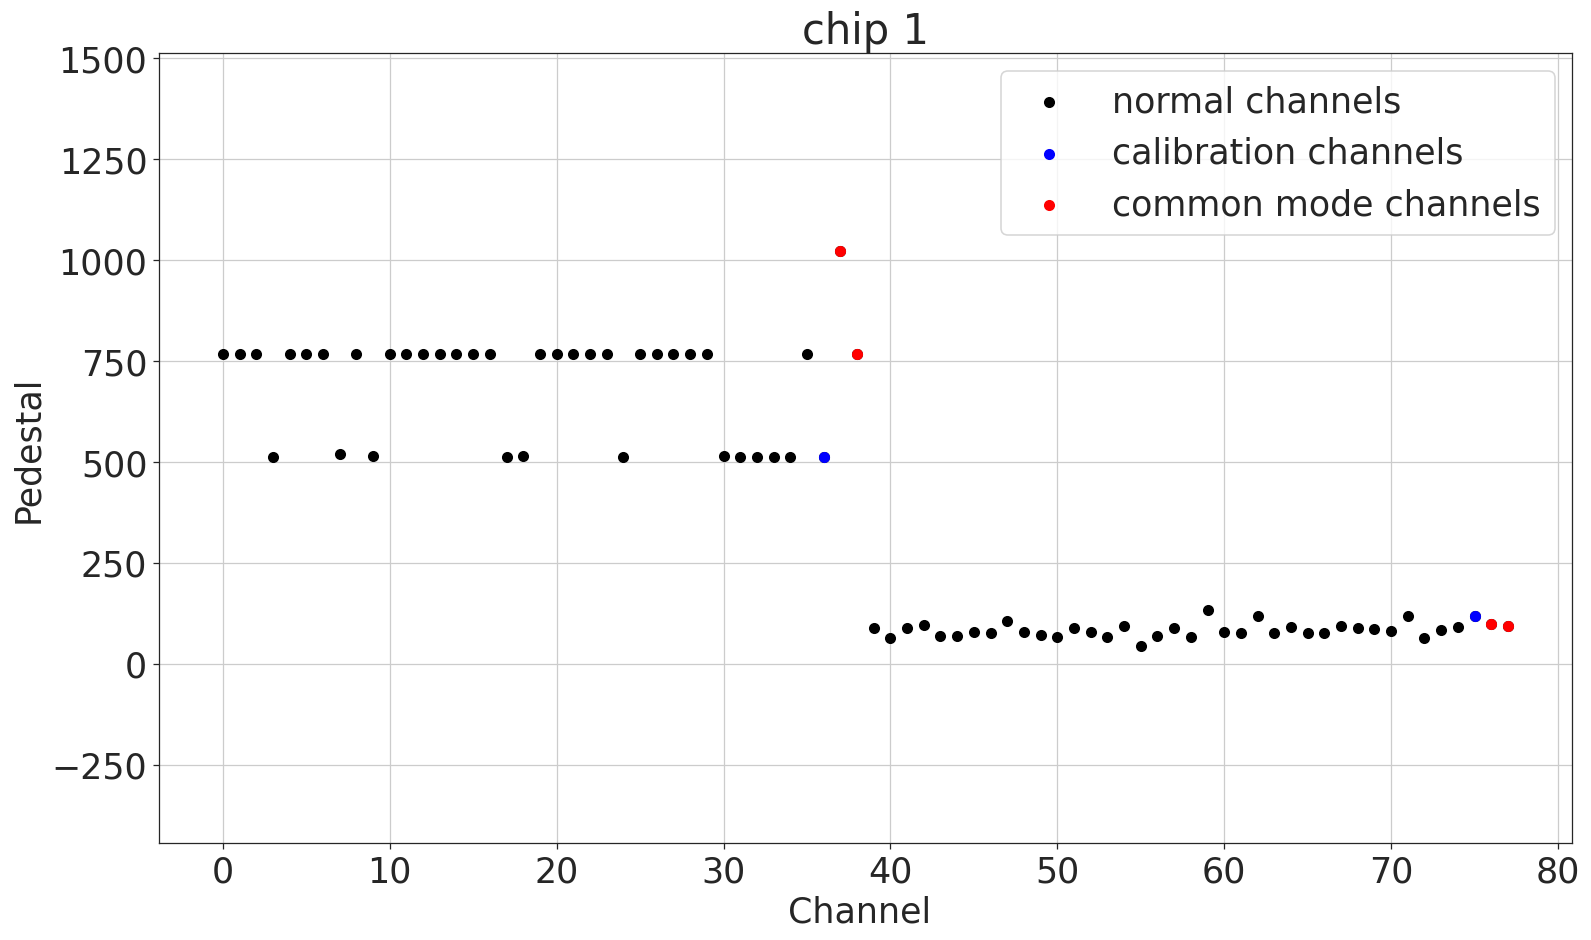 chip 1
1500
1250
1000
750
500
250
0
−250
Pedestal
normal channels
calibration channels
common mode channels
0 10 20 30 40 50 60 70 80
Channel